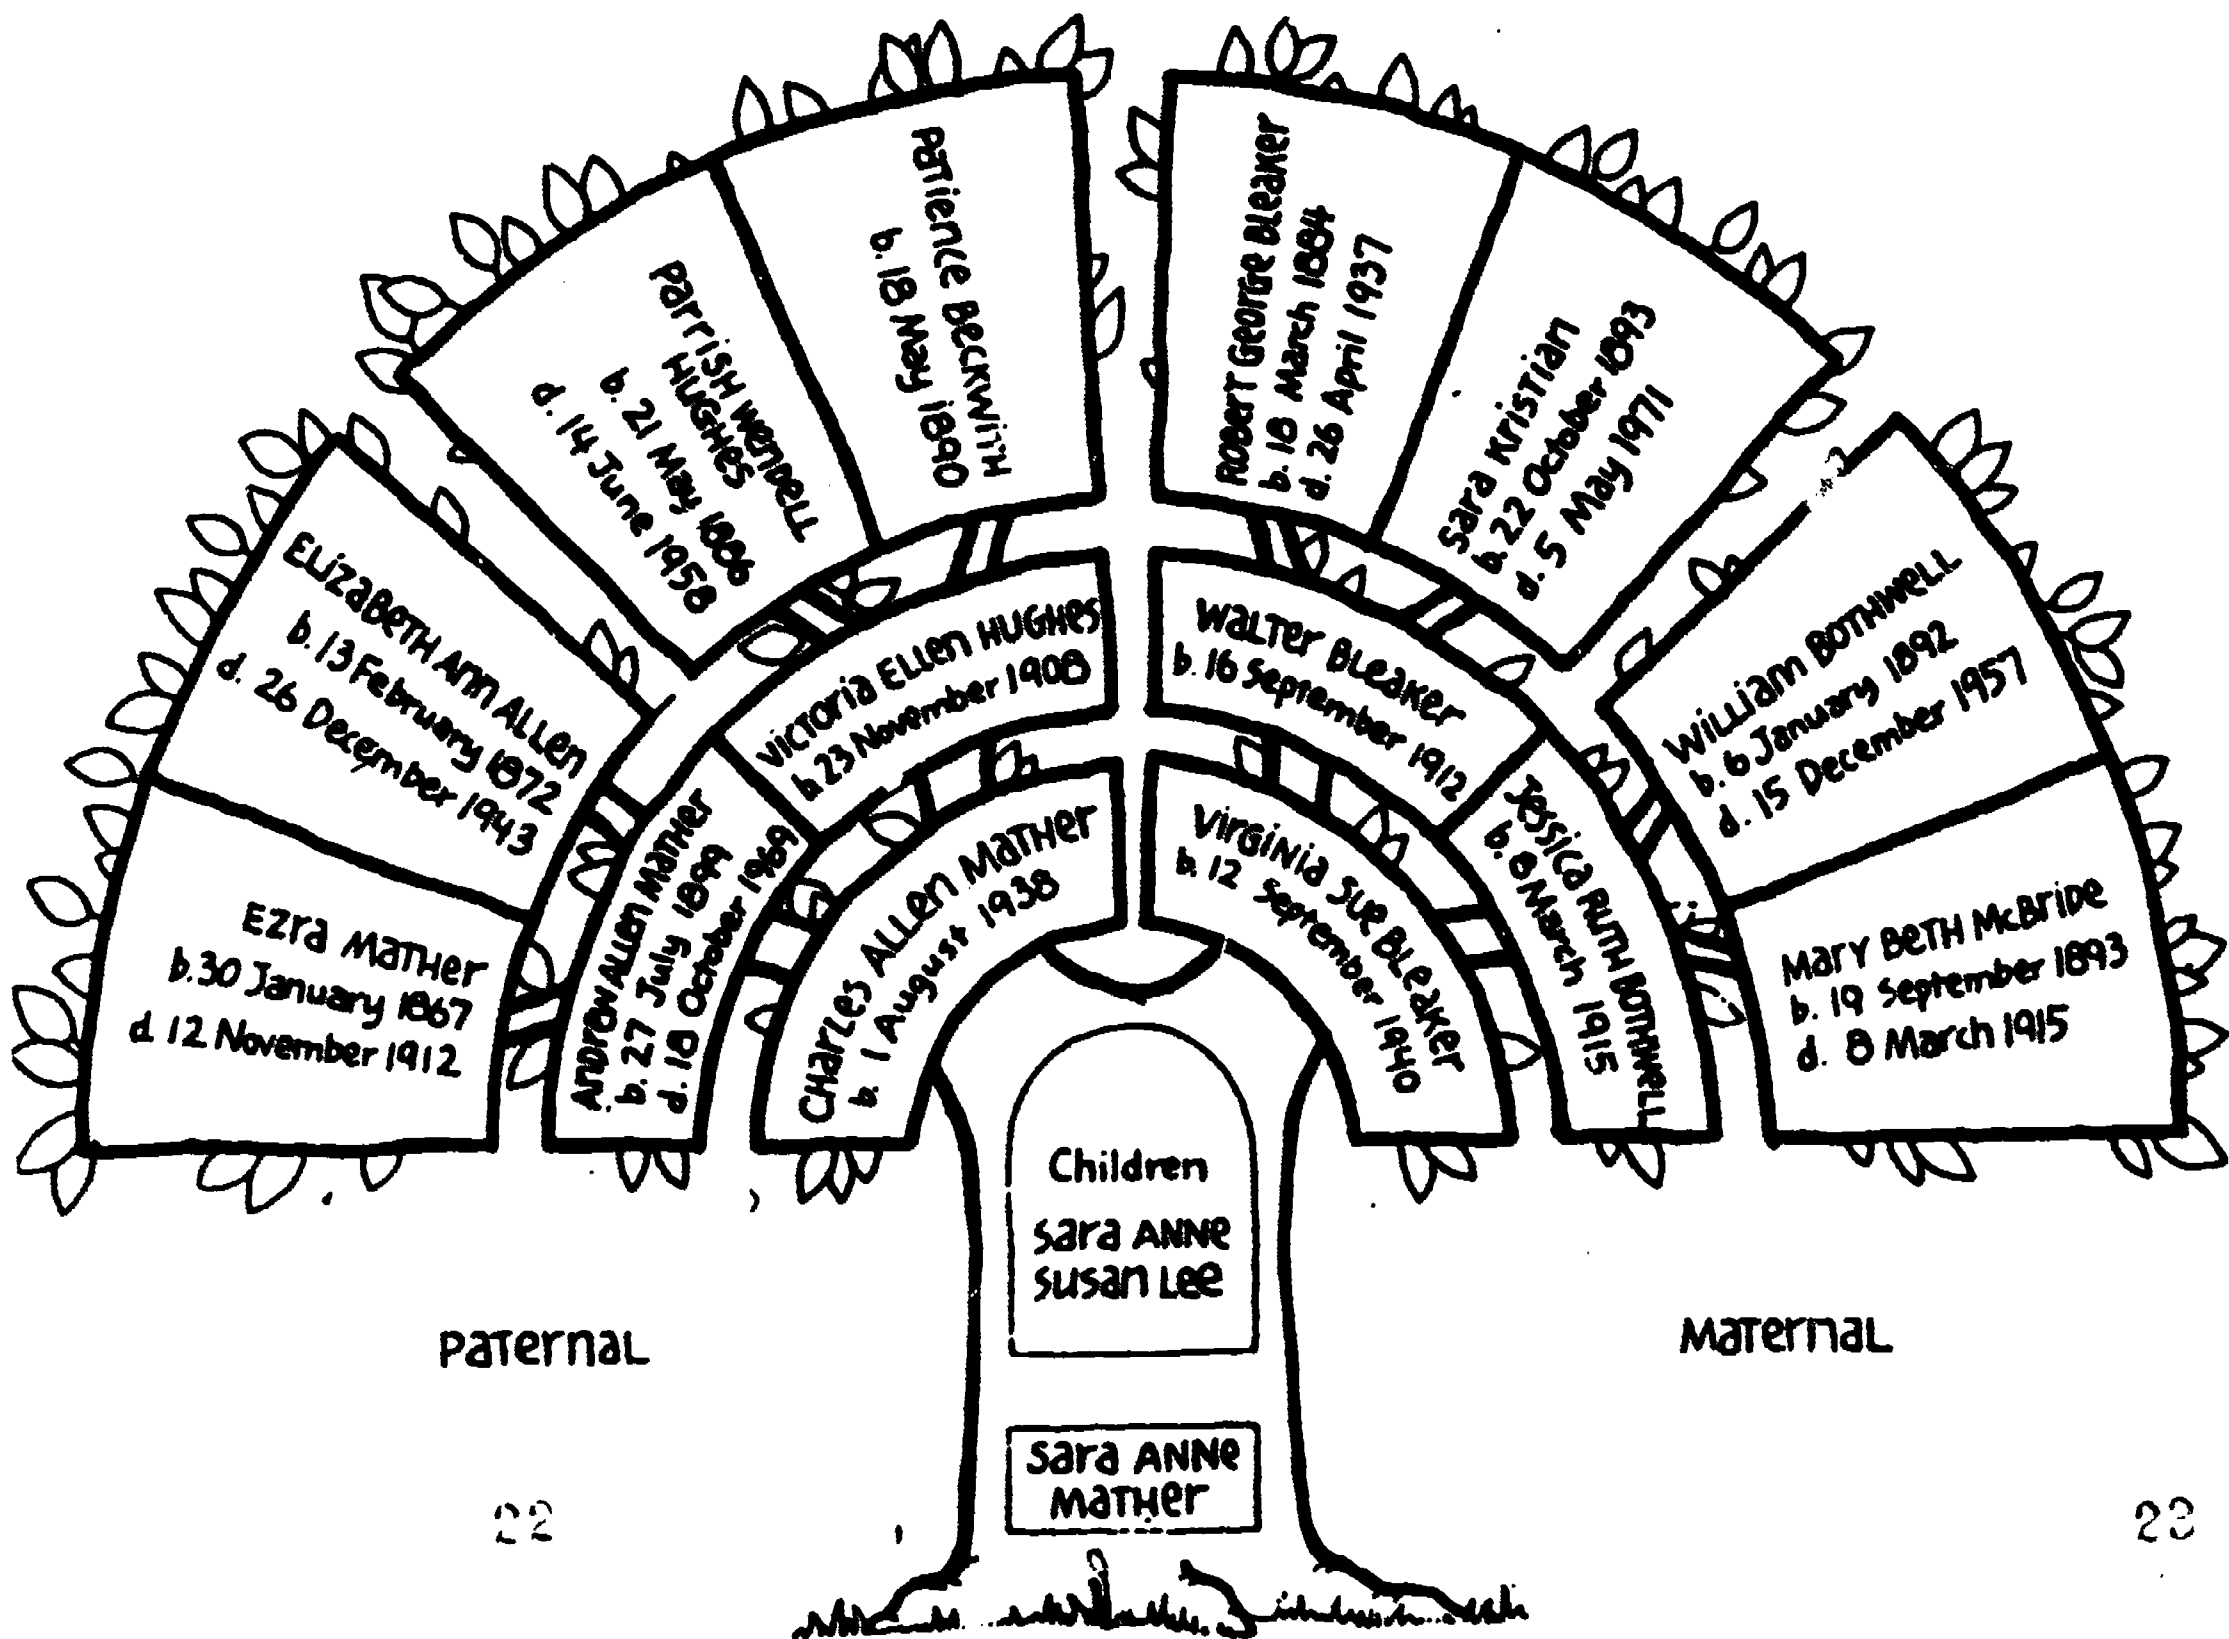 Patience Beckwith
b. 18 May 1890
Parrish Wendell
Hughes
b. 21 May 1886
d. 14 June 1958
Elizabeth Ann Allen
b. 13 February 1872
d. 26 December 1943
Ezra Mather
b. 30 January 1867
d. 12 November 1912
Robert George Bleaker
b. 18 March 1884
d. 26 April 1937
Sara Kristian
b. 22 October 1893
d. 5 May 1971
William Bothwell
b. 6 January 1892
d. 15 December 1957
Mary Beth McBride
b. 19 September 1893
d. 8 March 1915
Andrew Allen Mather
b. 27 July 1899
d. 18 October 1969
Victoria Ellen Hughes
b. 23 November 1908
Walter Bleaker
b. 16 September 1912
Jessica Ruth Bothwell
b. 8 March 1915
Charles Allen Mather
b. 1 August 1938
Virginia Sue Bleaker
b. 12 September 1940
Children
Sara Anne
Susan Lee
Paternal
Maternal
Sara Anne
Mather
22
23